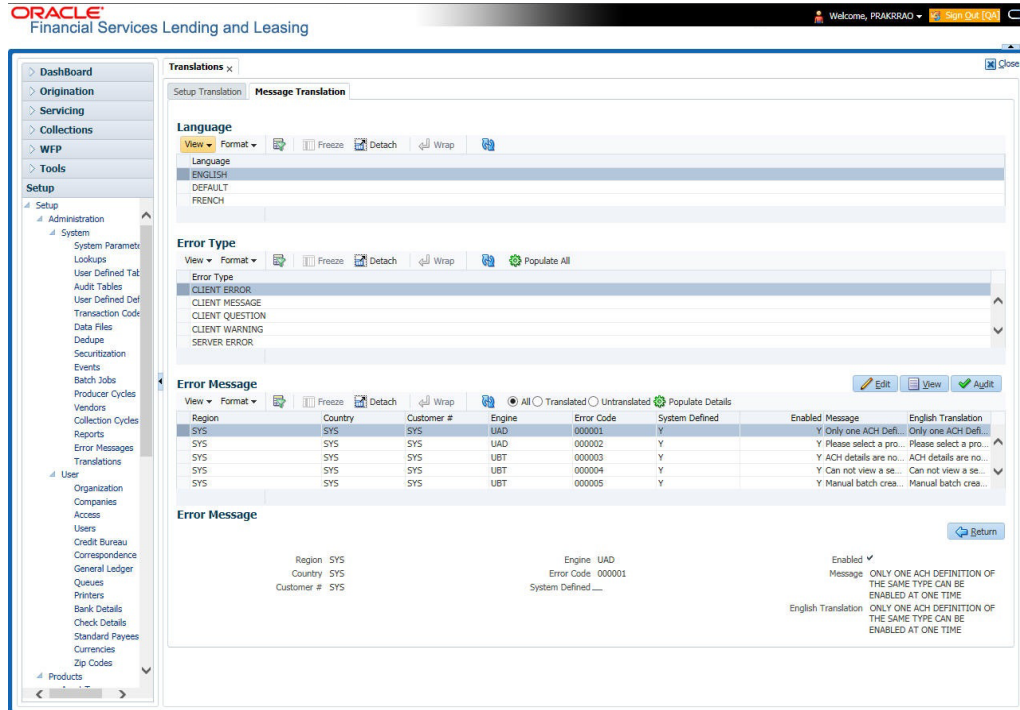 ORACLE
Financial Services Lending and Leasing
Welcome, PRAKRRAO
Sign Out [QA]
Close
DashBoard
Origination
Servicing
Collections
WFP
Tools
Setup
Setup
Administration
System
System Paramete
Lookups
User Defined Tab
Audit Tables
User Defined Def
Transaction Code
Data Files
Dedupe
Securitization
Events
Batch Jobs
Producer Cycles
Vendors
Collection Cycles
Reports
Error Messages
Translations
User
Organization
Companies
Access
Users
Credit Bureau
Correspondence
General Ledger
Queues
Printers
Bank Details
Check Details
Standard Payees
Currencies
Zip Codes
Products
Translations
Setup Translation Message Translation
Language
View Format Freeze Detach Wrap
Language
ENGLISH
DEFAULT
FRENCH
Error Type
View Format Freeze Detach Wrap Populate All
Error Type
CLIENT ERROR
CLIENT MESSAGE
CLIENT QUESTION
CLIENT WARNING
SERVER ERROR
Error Message
Edit View Audit
View Format Freeze Detach Wrap All Translated Untranslated Populate Details
Region Country Customer # Engine Error Code System Defined Enabled Message English Translation
SYS SYS SYS UAD 000001 Y Y Only one ACH Defi... Only one ACH Defi...
SYS SYS SYS UAD 000002 Y Y Please select a pro... Please select a pro...
SYS SYS SYS UBT 000003 Y Y ACH details are no... ACH details are no...
SYS SYS SYS UBT 000004 Y Y Can not view a se... Can not view a se...
SYS SYS SYS UBT 000005 Y Y Manual batch crea... Manual batch crea...
Error Message
Return
Region SYS
Country SYS
Customer # SYS
Engine UAD
Error Code 000001
System Defined
Enabled
Message ONLY ONE ACH DEFINITION OF
THE SAME TYPE CAN BE
ENABLED AT ONE TIME
English Translation ONLY ONE ACH DEFINITION OF
THE SAME TYPE CAN BE
ENABLED AT ONE TIME